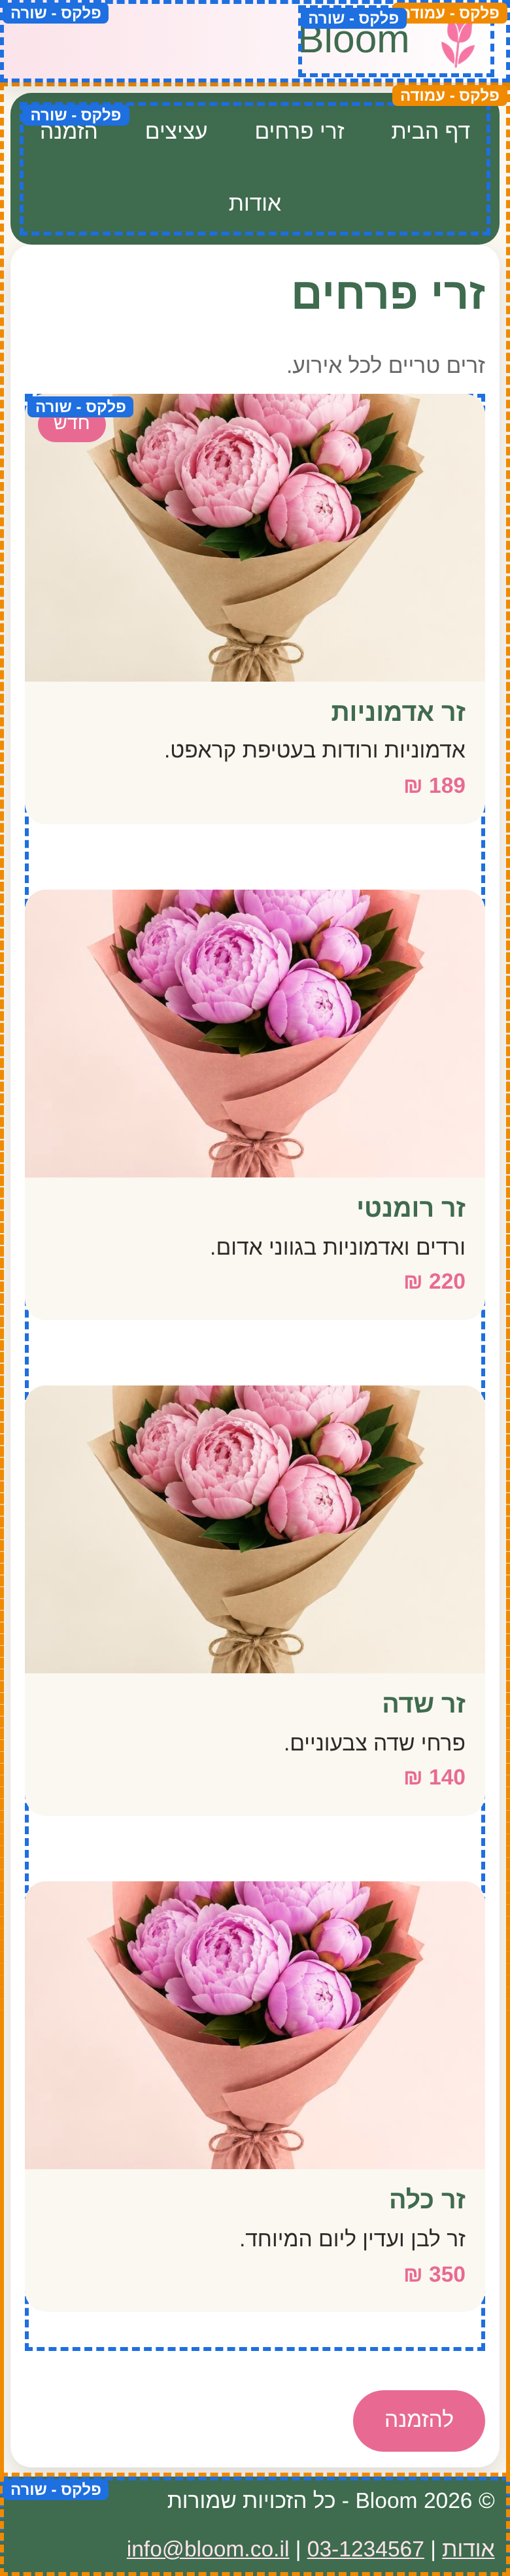 פלקס - עמודה
פלקס - שורה
פלקס - שורה
Bloom
פלקס - עמודה
פלקס - שורה
דף הבית
זרי פרחים
עציצים
הזמנה
אודות
זרי פרחים
זרים טריים לכל אירוע.
פלקס - שורה
חדש
זר אדמוניות
אדמוניות ורודות בעטיפת קראפט.
189 ₪
זר רומנטי
ורדים ואדמוניות בגווני אדום.
220 ₪
זר שדה
פרחי שדה צבעוניים.
140 ₪
זר כלה
זר לבן ועדין ליום המיוחד.
350 ₪
להזמנה
פלקס - שורה
© 2026 Bloom - כל הזכויות שמורות
אודות | 03-1234567 | info@bloom.co.il